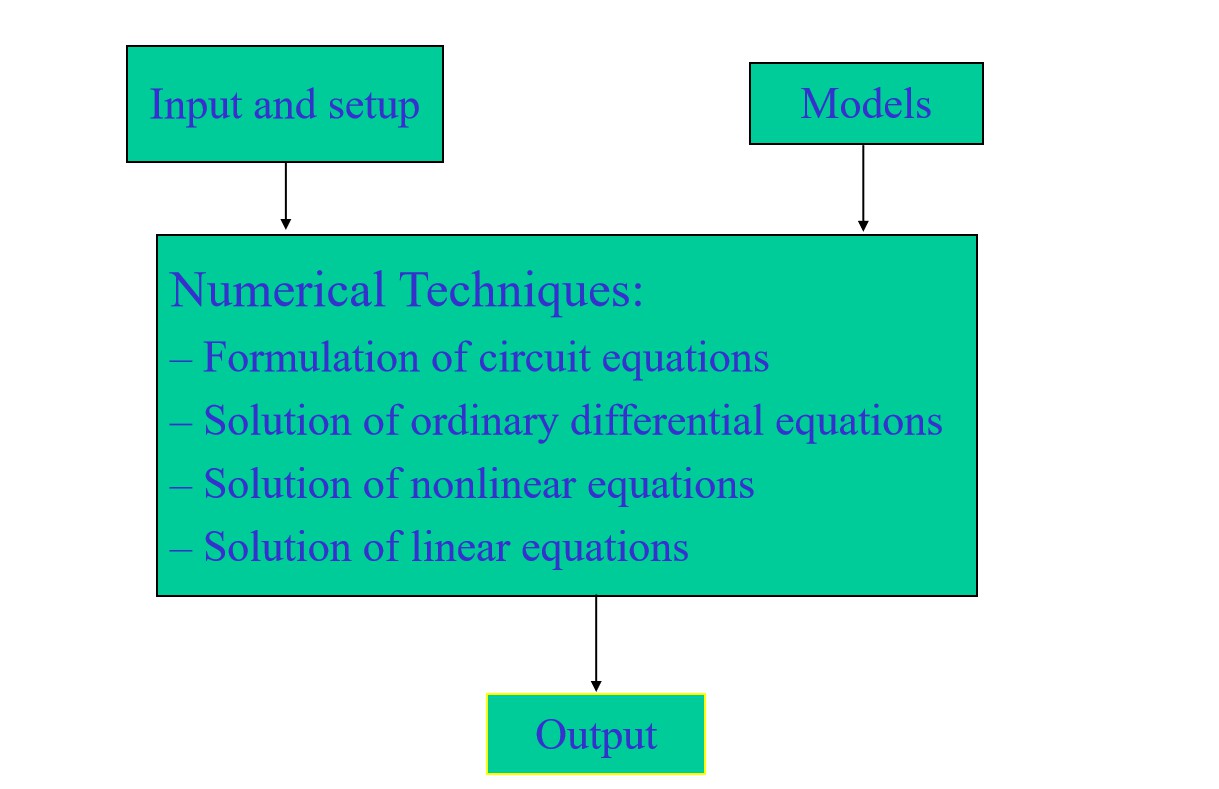 Input and setup
Models
Numerical Techniques:
– Formulation of circuit equations
– Solution of ordinary differential equations
– Solution of nonlinear equations
– Solution of linear equations
Output